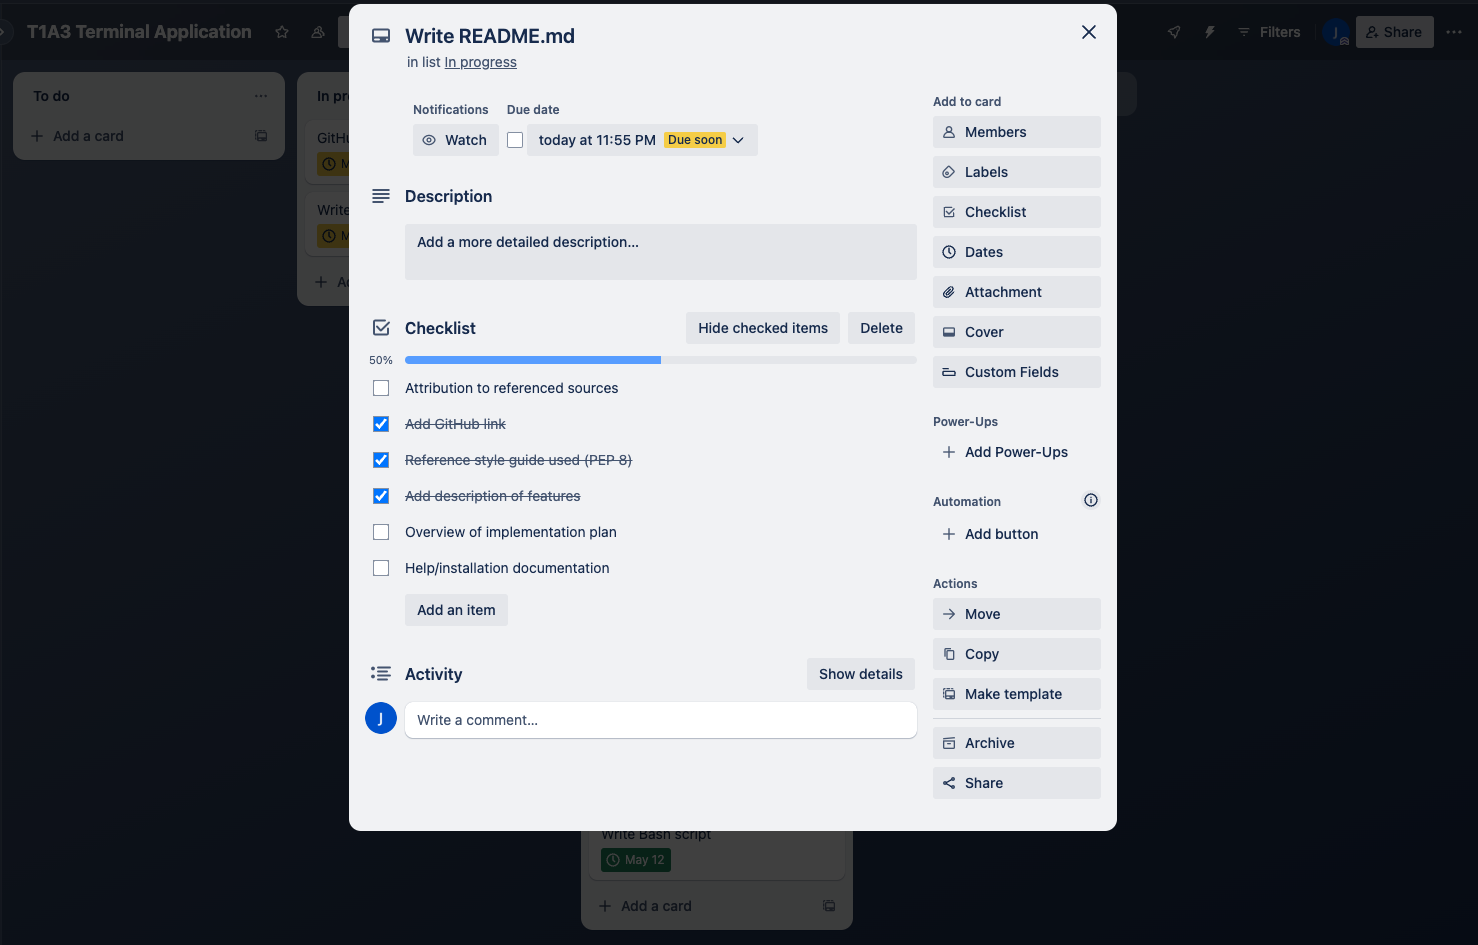 T1A3 Terminal Application
Filters
J
Share
To do
Add a card
In pr
GitH
M
Write
M
Ad
Write README.md
in list In progress
Notifications
Due date
Watch
today at 11:55 PM
Due soon
Description
Add a more detailed description...
Checklist
Hide checked items
Delete
50%
Attribution to referenced sources
Add GitHub link
Reference style guide used (PEP 8)
Add description of features
Overview of implementation plan
Help/installation documentation
Add an item
Activity
Show details
J
Write a comment...
Add to card
Members
Labels
Checklist
Dates
Attachment
Cover
Custom Fields
Power-Ups
Add Power-Ups
Automation
Add button
Actions
Move
Copy
Make template
Archive
Share
Write Bash script
May 12
Add a card